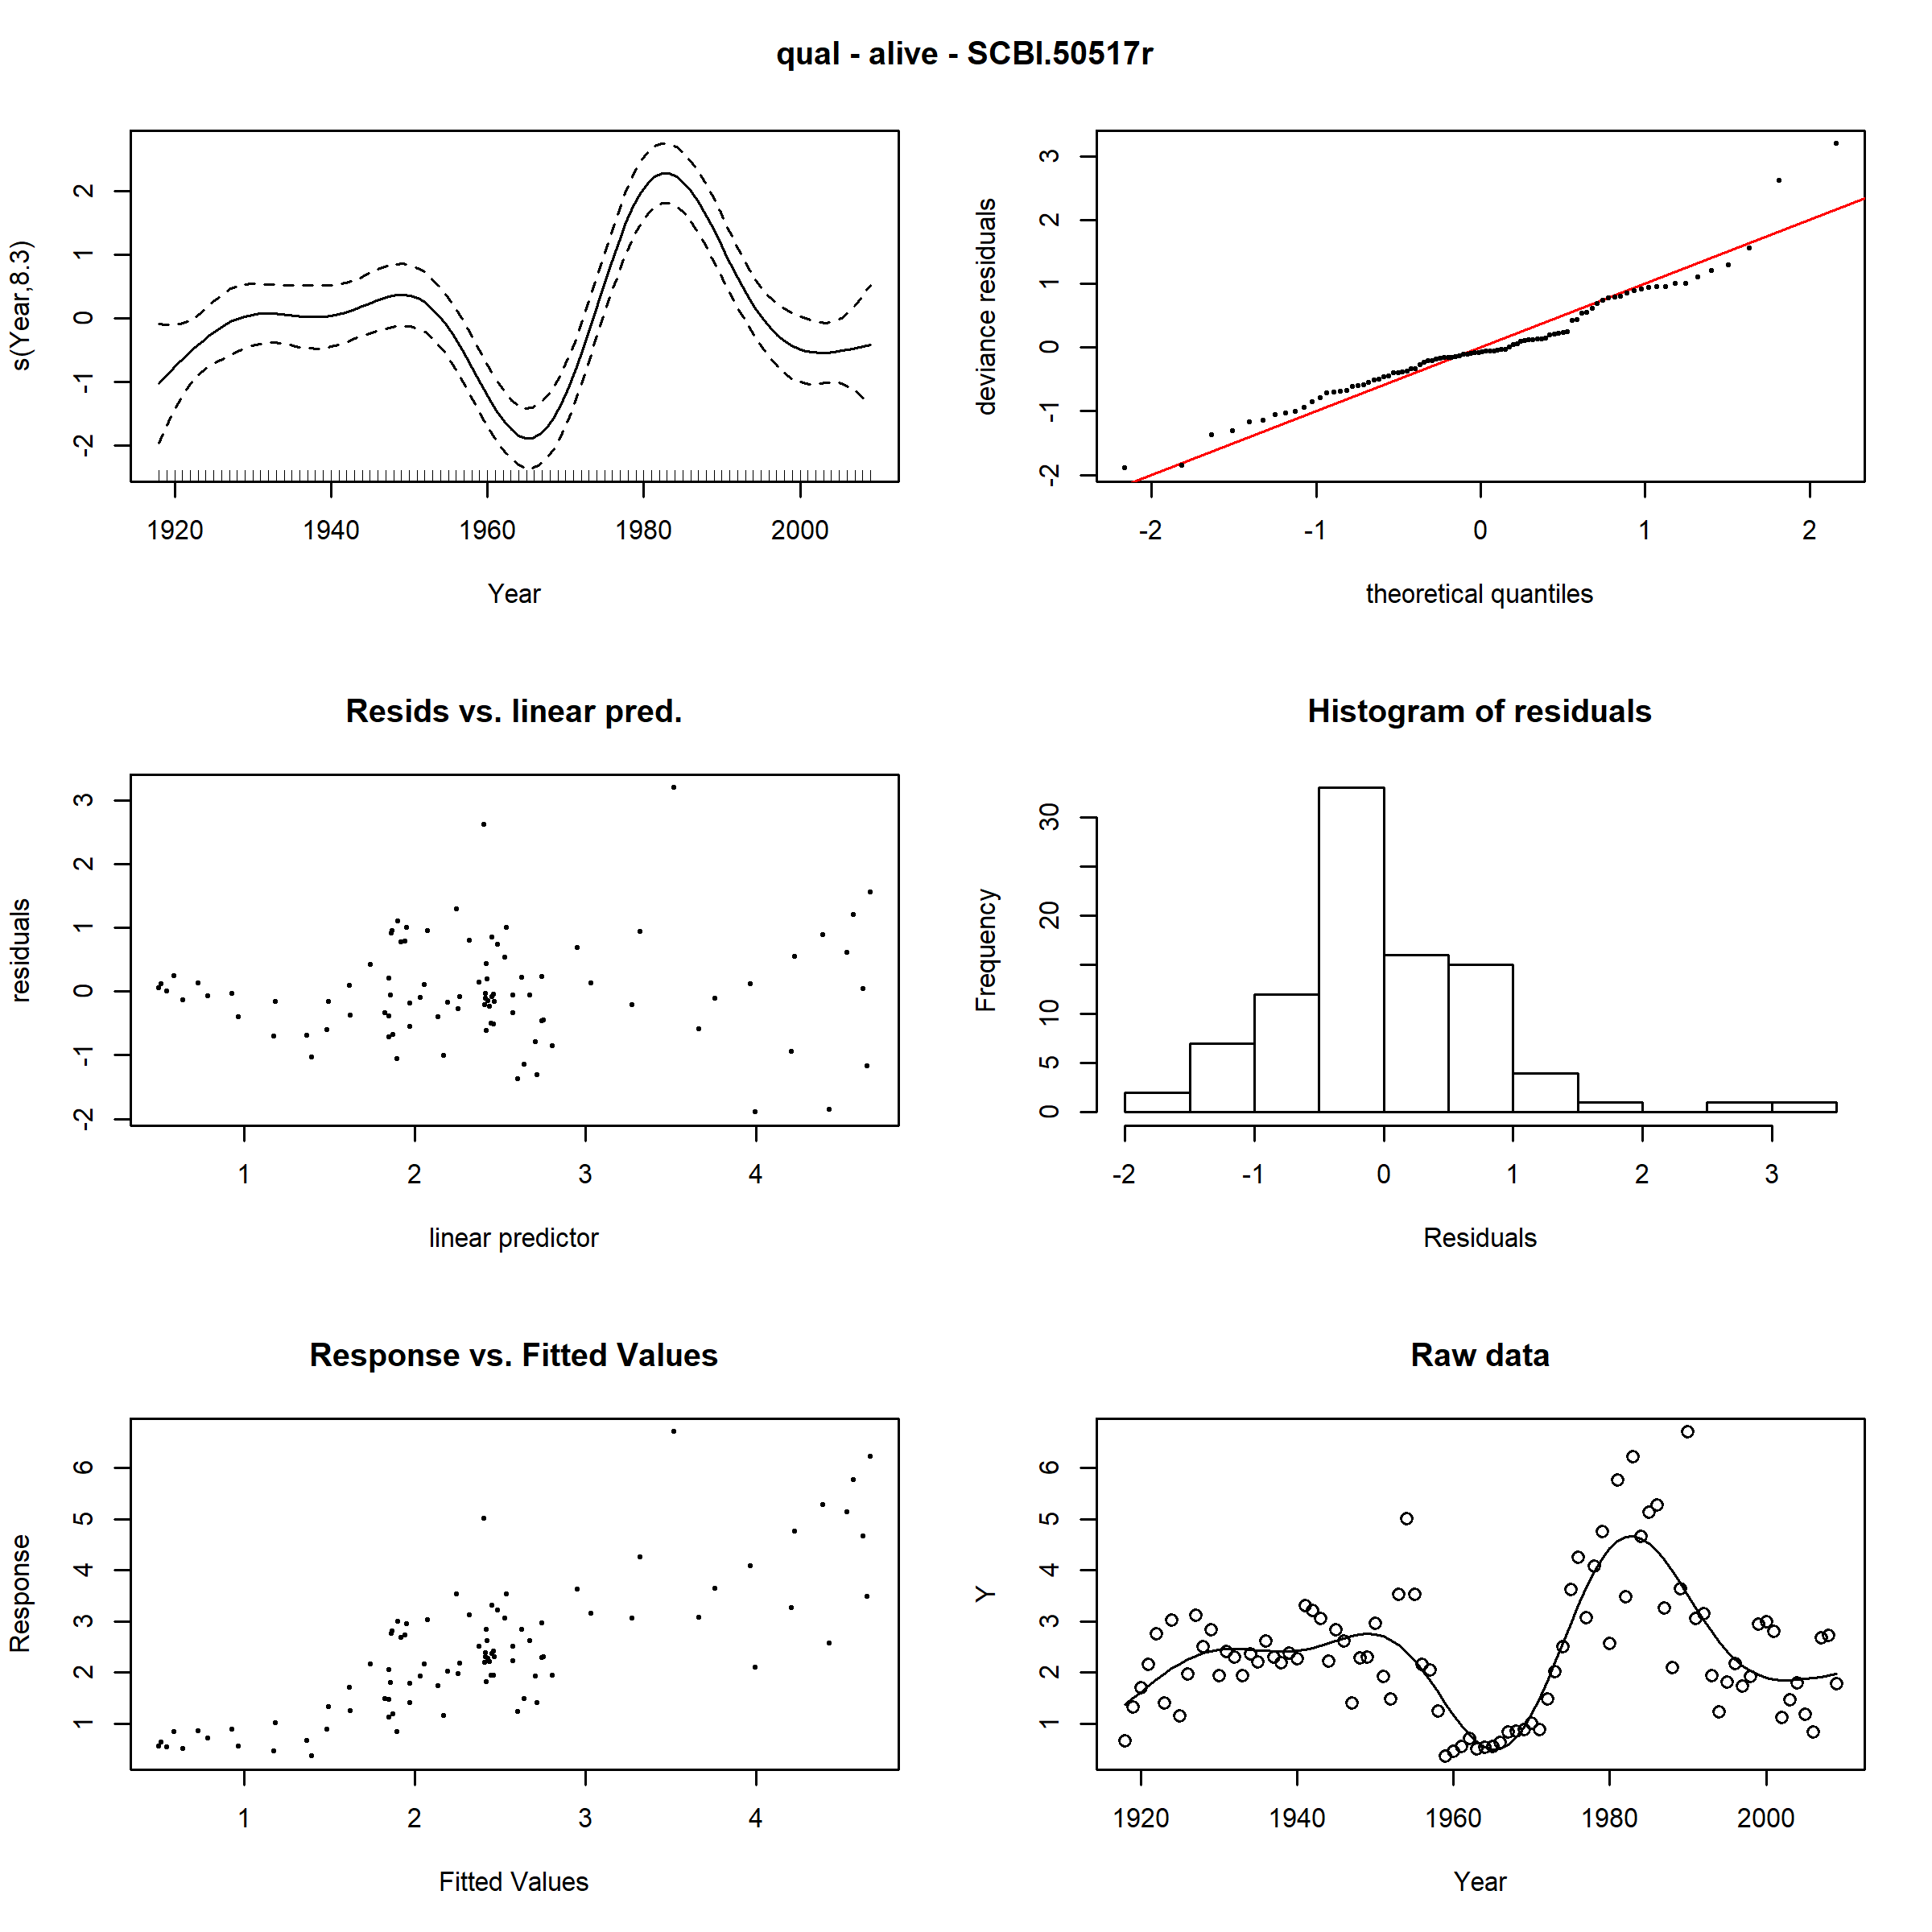 qual - alive - SCBI.50517r
s(Year,8.3)
2
1
0
-1
-2
1920 1940 1960 1980 2000
Year
deviance residuals
3
2
1
0
-1
-2
-2 -1 0 1 2
theoretical quantiles
Resids vs. linear pred.
residuals
3
2
1
0
-1
-2
1 2 3 4
linear predictor
Histogram of residuals
Frequency
30
20
10
5
0
-2 -1 0 1 2 3
Residuals
Response vs. Fitted Values
Response
6
5
4
3
2
1
1 2 3 4
Fitted Values
Raw data
Y
6
5
4
3
2
1
1920 1940 1960 1980 2000
Year